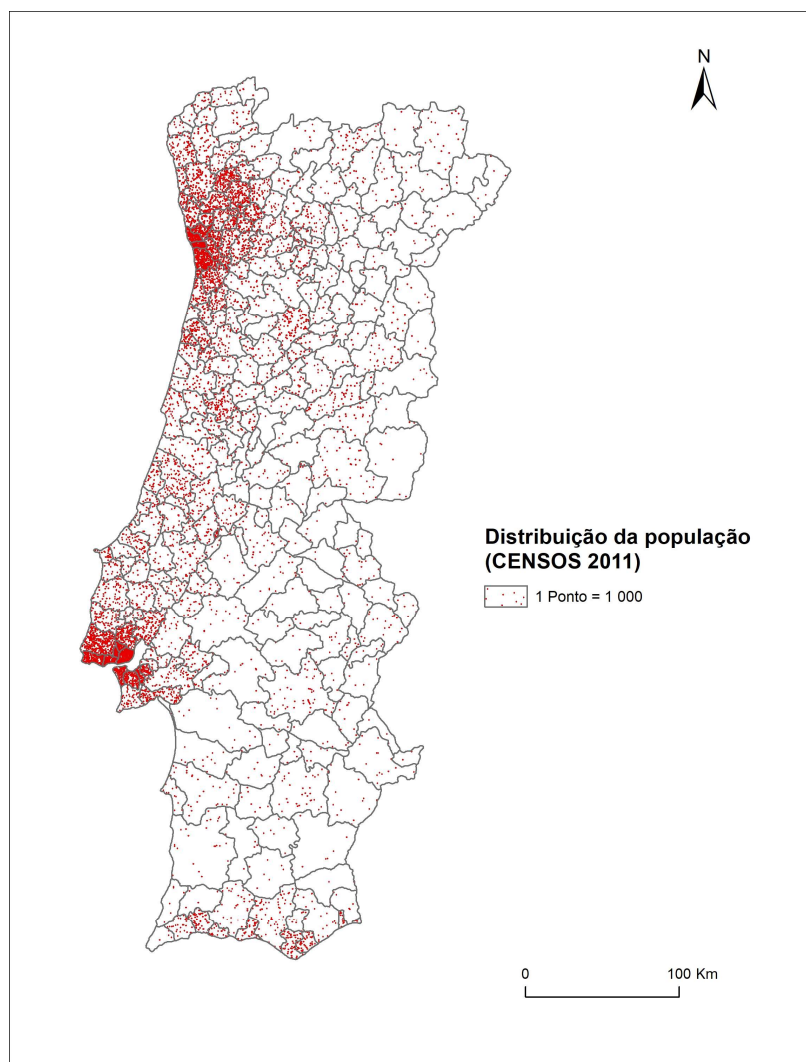 N
Distribuição da população
(CENSOS 2011)
1 Ponto = 1 000
0 100 Km